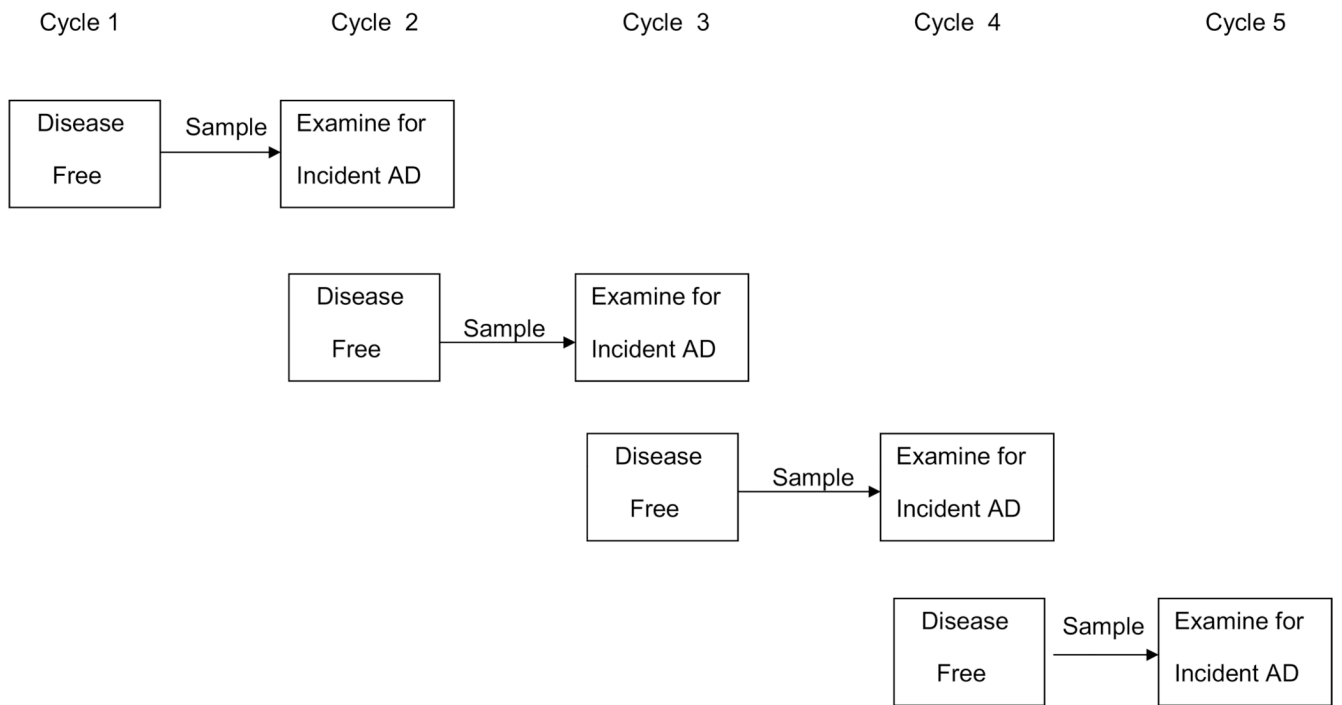 Cycle 1 Cycle 2 Cycle 3 Cycle 4 Cycle 5
Disease
Free
Sample
Examine for
Incident AD
Disease
Free
Sample
Examine for
Incident AD
Disease
Free
Sample
Examine for
Incident AD
Disease
Free
Sample
Examine for
Incident AD